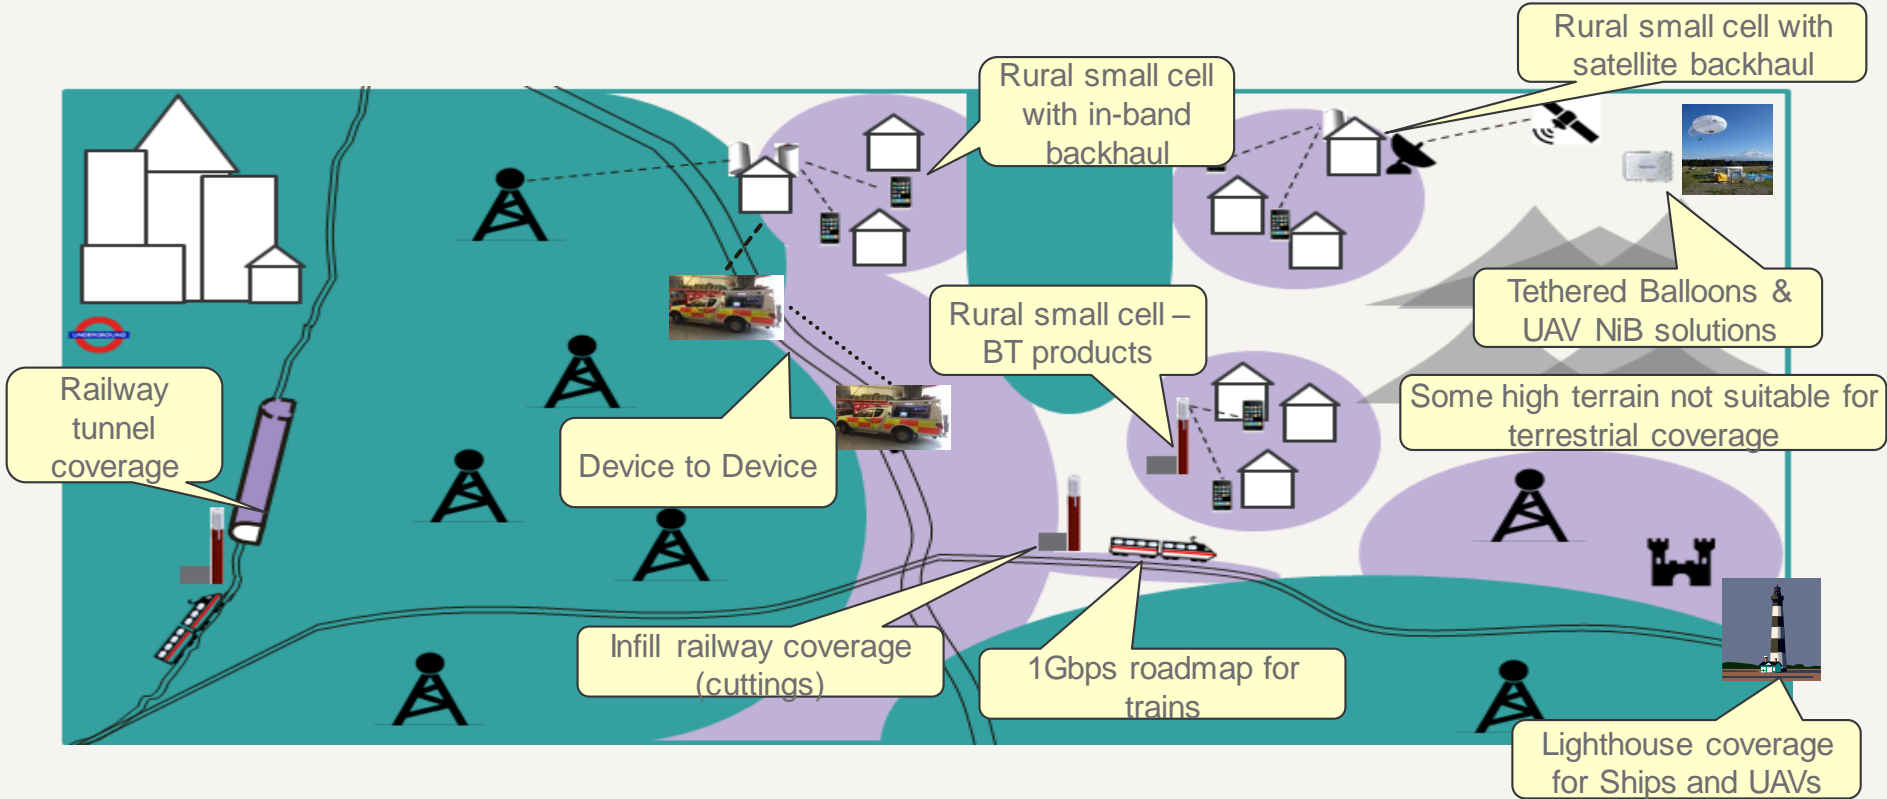 Rural small cell with
satellite backhaul
Rural small cell
with in-band
backhaul
Tethered Balloons &
UAV NiB solutions
Rural small cell –
BT products
UNDERGROUND
Railway
tunnel
coverage
Some high terrain not suitable for
terrestrial coverage
Device to Device
Infill railway coverage
(cuttings)
1Gbps roadmap for
trains
Lighthouse coverage
for Ships and UAVs